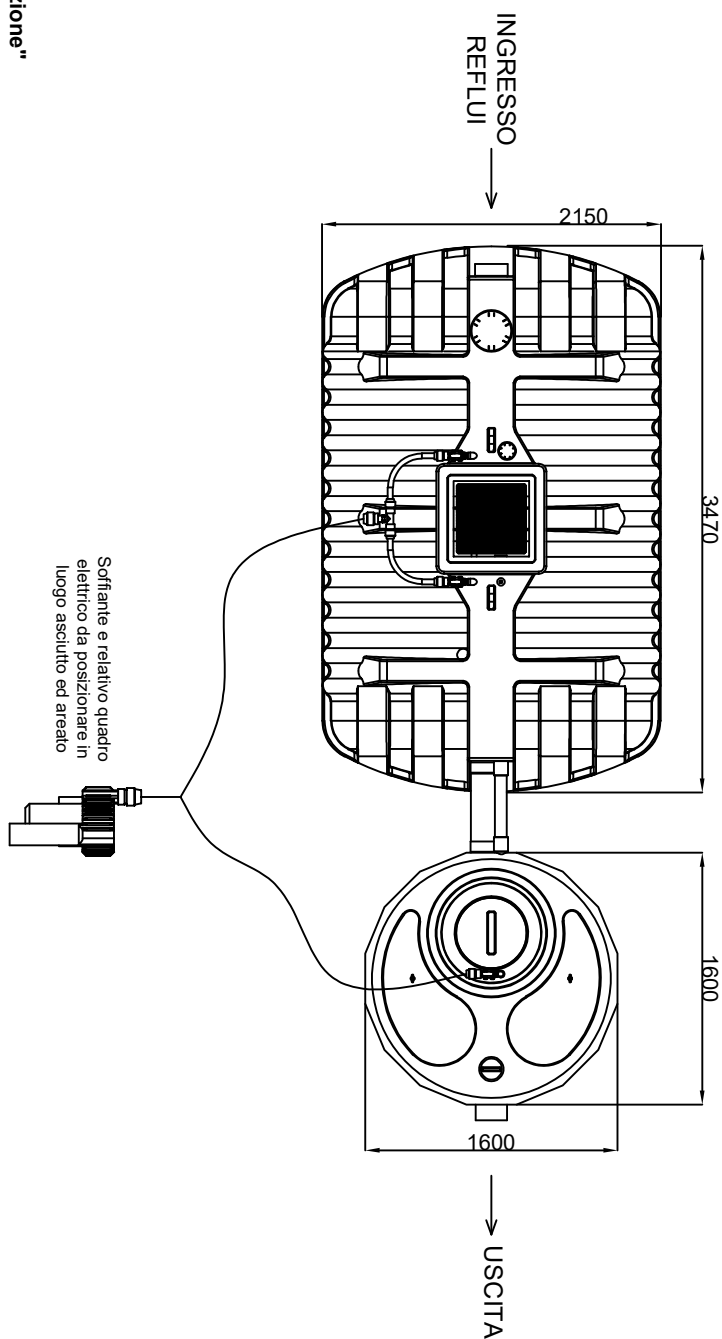 zione"
INGRESSO
REFLUI
2150
3470
1600
1600
USCITA
Soffiante e relativo quadro
elettrico da posizionare in
luogo asciutto ed areato